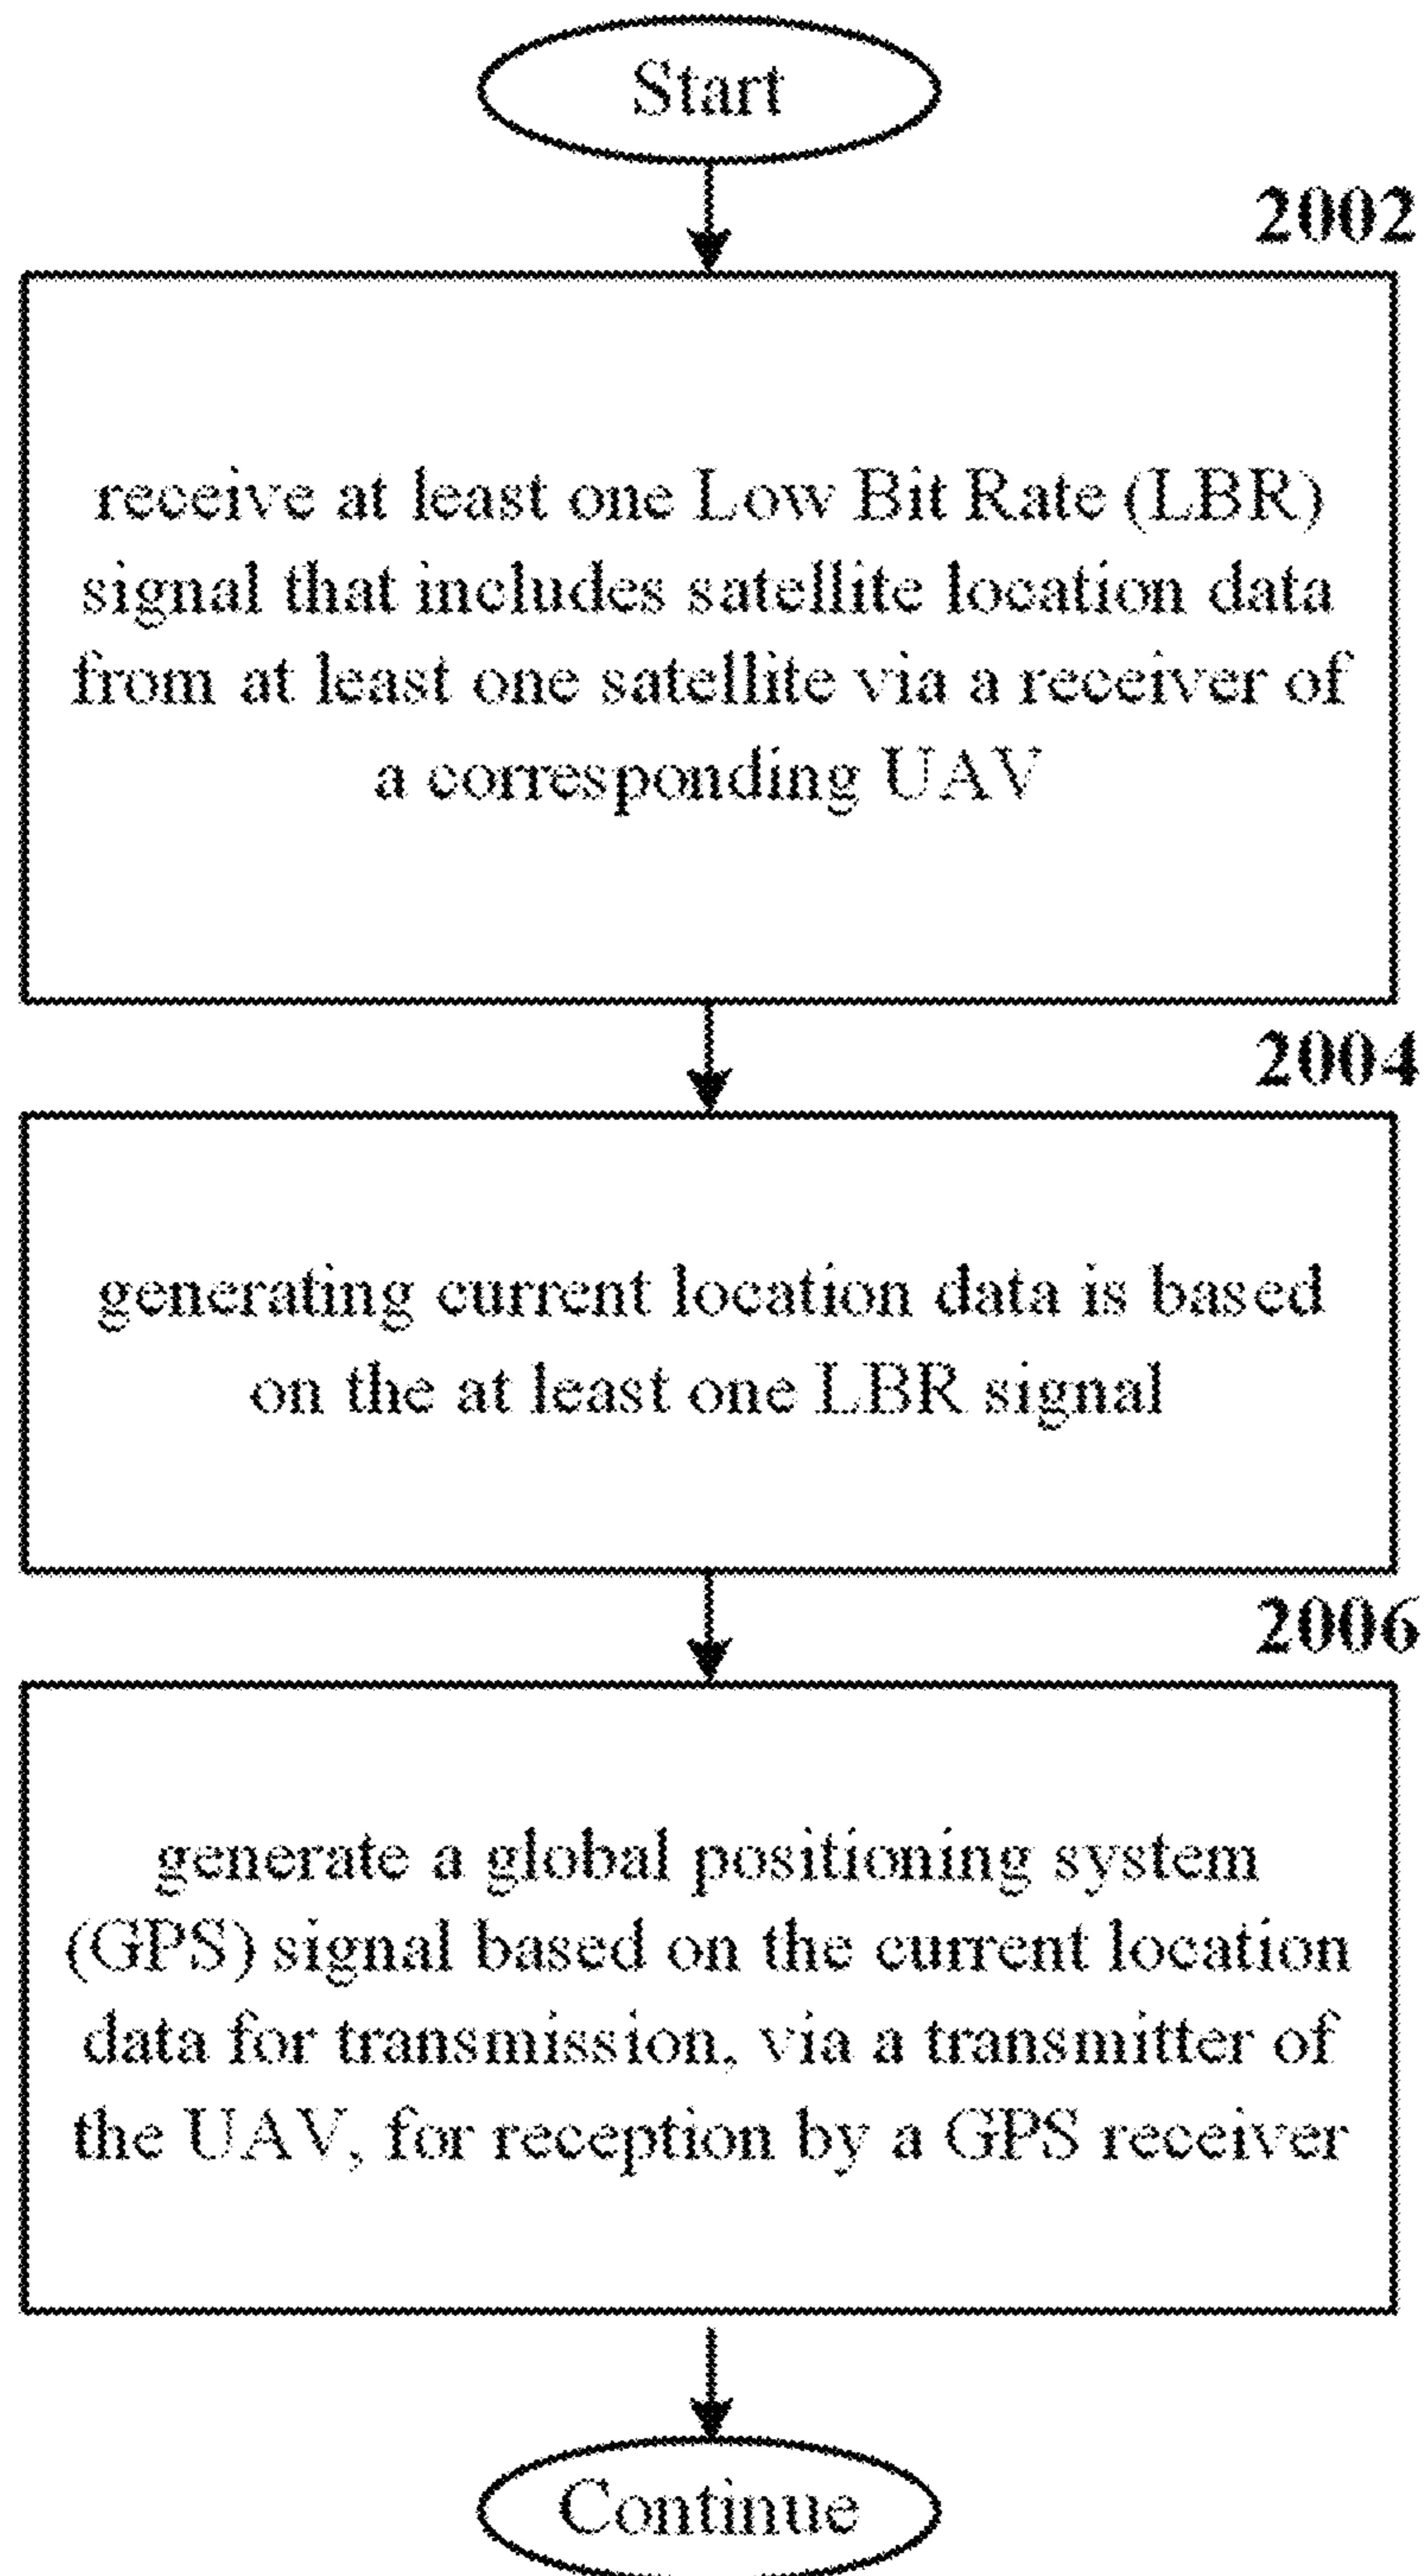 Start
2002
receive at least one Low Bit Rate (LBR)
signal that includes satellite location data
from at least one satellite via a receiver of
a corresponding UAV
2004
generating current location data is based
on the at least one LBR signal
2006
generate a global positioning system
(GPS) signal based on the current location
data for transmission, via a transmitter of
the UAV, for reception by a GPS receiver
Continue